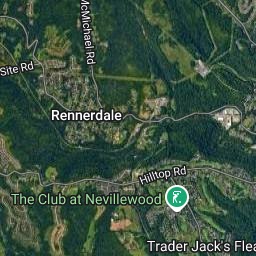 McMichael Rd
Site Rd
Rennerdale
Hilltop Rd
The Club at Nevillewood
Trader Jack's Flea